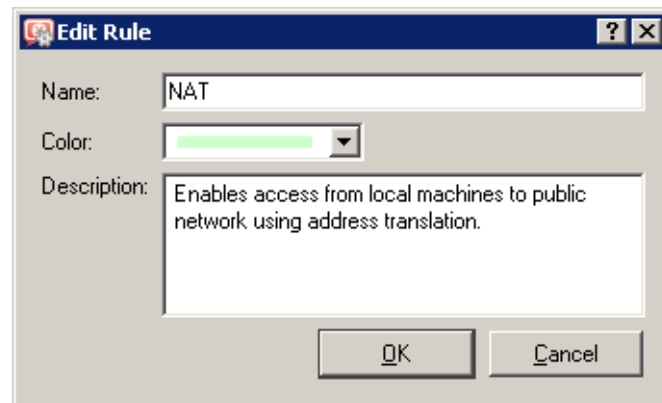 Edit Rule
Name:
NAT
Color:
Description:
Enables access from local machines to public
network using address translation.
OK
Cancel